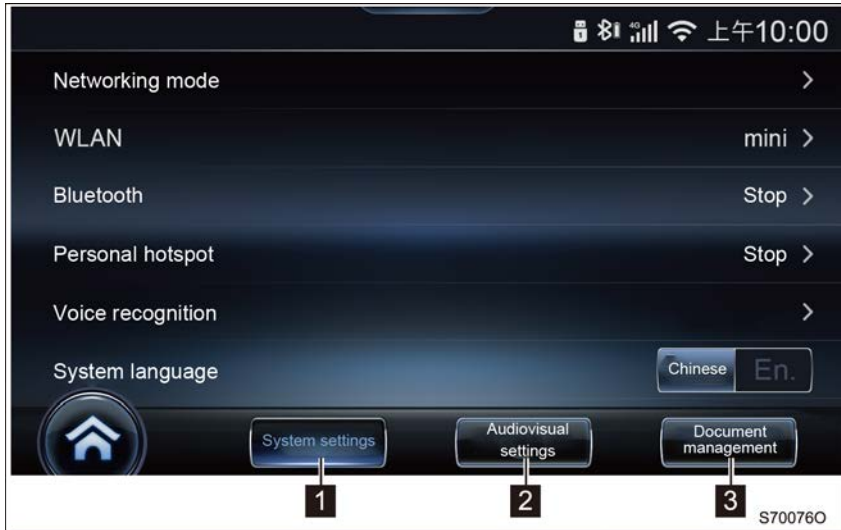 4G 上午10:00
Networking mode
WLAN mini
Bluetooth Stop
Personal hotspot Stop
Voice recognition
System language Chinese En.
System settings
Audiovisual
settings
Document
management
1 2 3
S70076O